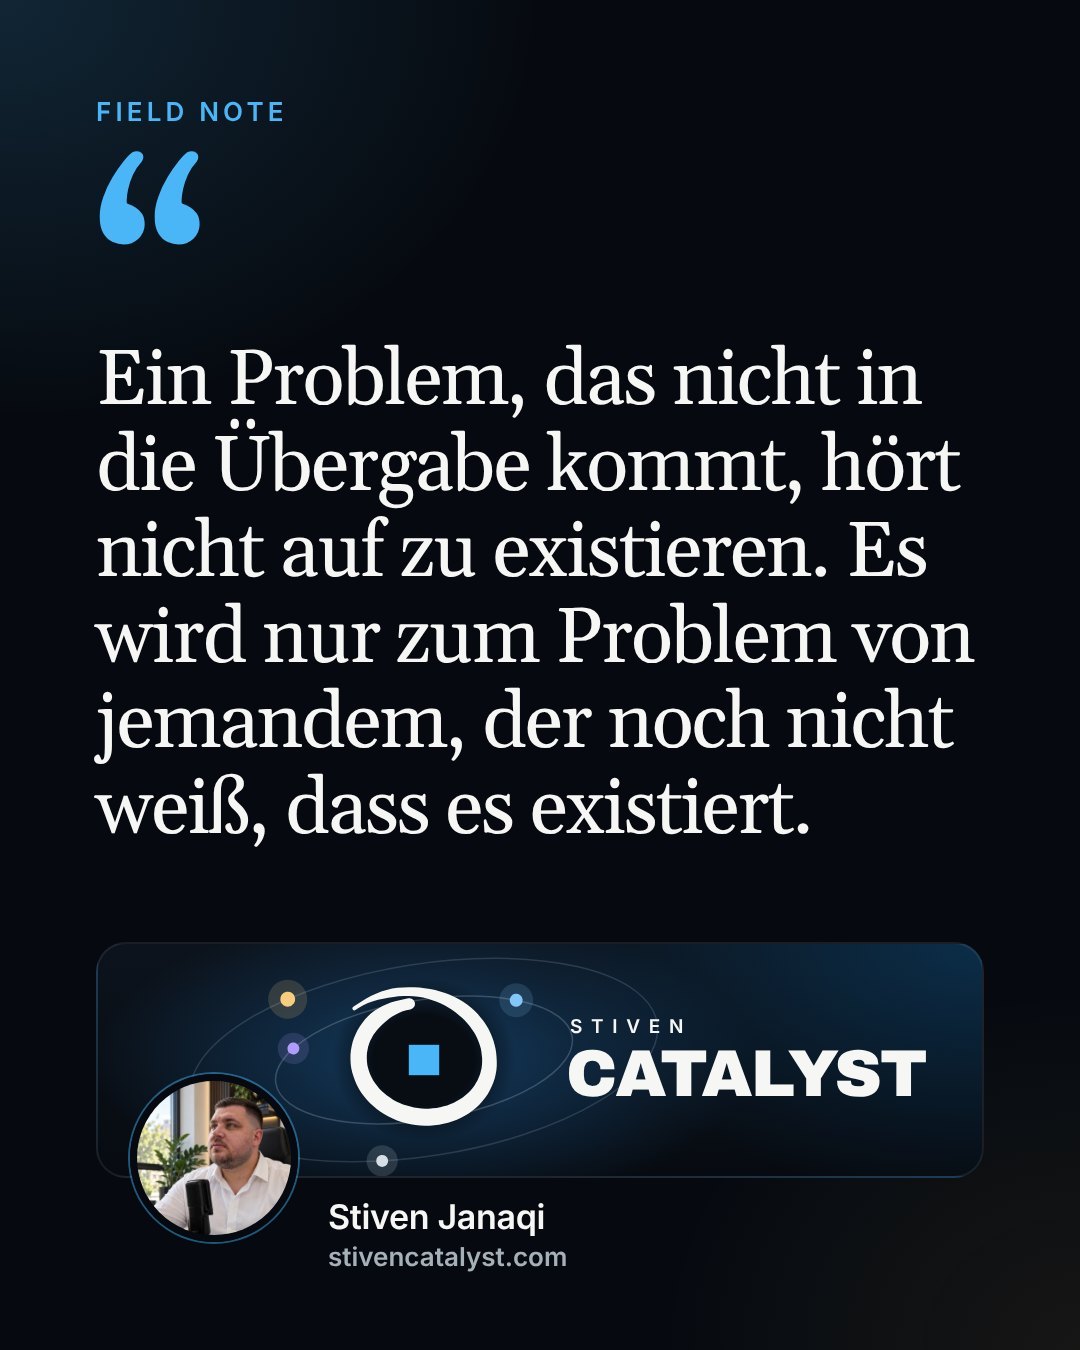 FIELD NOTE
“
Ein Problem, das nicht in
die Übergabe kommt, hört
nicht auf zu existieren. Es
wird nur zum Problem von
jemandem, der noch nicht
weiß, dass es existiert.
STIVEN
CATALYST
Stiven Janaqi
stivencatalyst.com